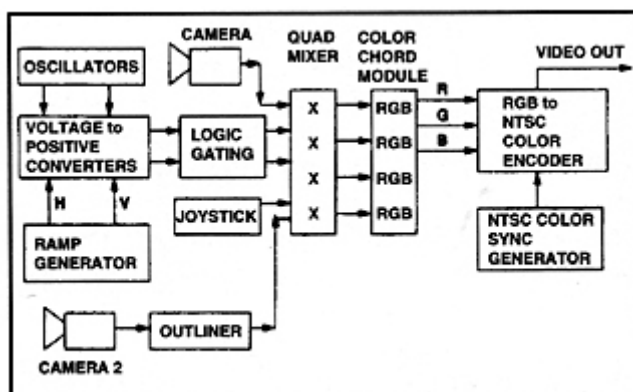 CAMERA
QUAD
MIXER
COLOR
CHORD
MODULE
VIDEO OUT
OSCILLATORS
VOLTAGE to
POSITIVE
CONVERTERS
LOGIC
GATING
X
X
X
X
RGB
RGB
RGB
RGB
R
G
B
RGB to
NTSC
COLOR
ENCODER
H
V
JOYSTICK
RAMP
GENERATOR
NTSC COLOR
SYNC
GENERATOR
OUTLINER
CAMERA 2